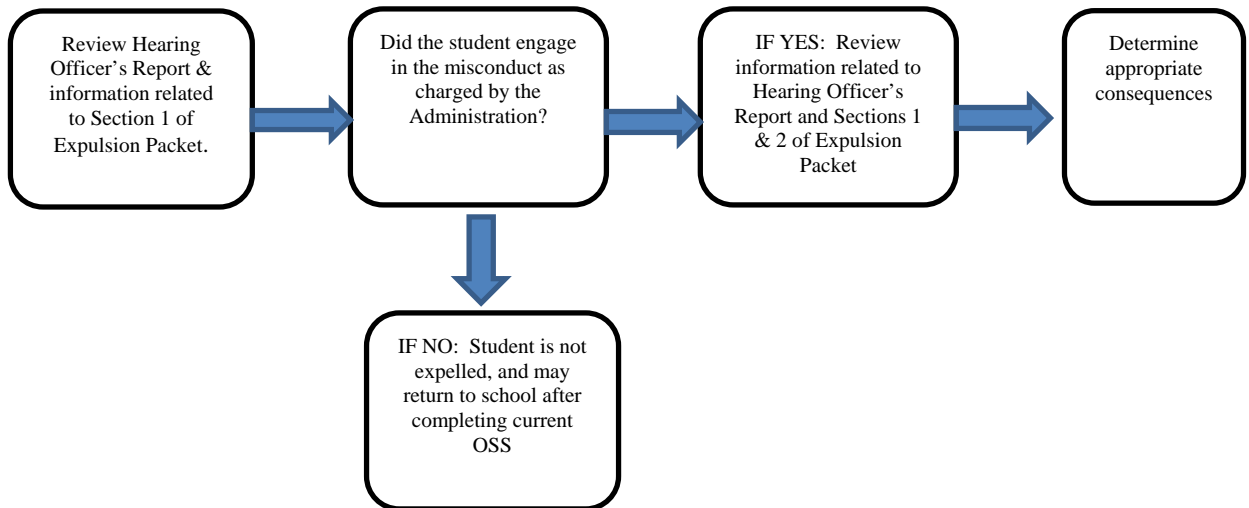 Review Hearing
Officer's Report &
information related
to Section 1 of
Expulsion Packet.
Did the student engage
in the misconduct as
charged by the
Administration?
IF YES:  Review
information related to
Hearing Officer's
Report and Sections 1
& 2 of Expulsion
Packet
Determine
appropriate
consequences
IF NO:  Student is not
expelled, and may
return to school after
completing current
OSS